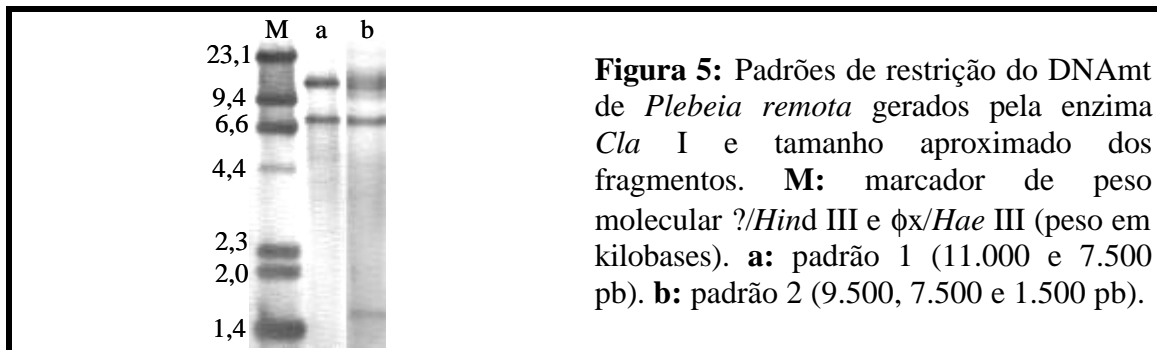 M a b
23,1
9,4
6,6
4,4
2,3
2,0
1,4
Figura 5: Padrões de restrição do DNAmt
de Plebeia remota gerados pela enzima
Cla I e tamanho aproximado dos
fragmentos. M: marcador de peso
molecular ?/Hind III e ϕx/Hae III (peso em
kilobases). a: padrão 1 (11.000 e 7.500
pb). b: padrão 2 (9.500, 7.500 e 1.500 pb).